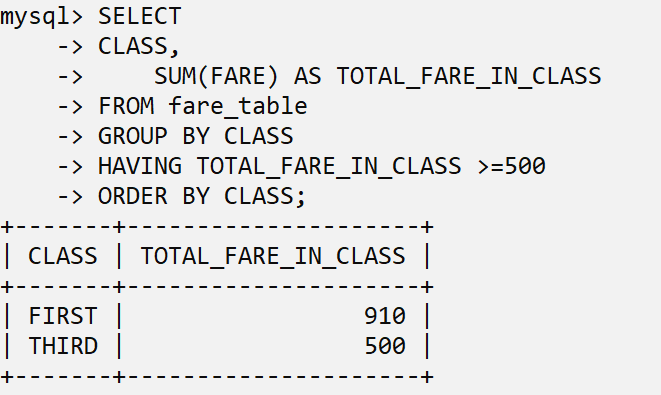 mysql> SELECT
    -> CLASS,
    ->     SUM(FARE) AS TOTAL_FARE_IN_CLASS
    -> FROM fare_table
    -> GROUP BY CLASS
    -> HAVING TOTAL_FARE_IN_CLASS >=500
    -> ORDER BY CLASS;
+-------+---------------------+
| CLASS | TOTAL_FARE_IN_CLASS |
+-------+---------------------+
| FIRST |                 910 |
| THIRD |                 500 |
+-------+---------------------+